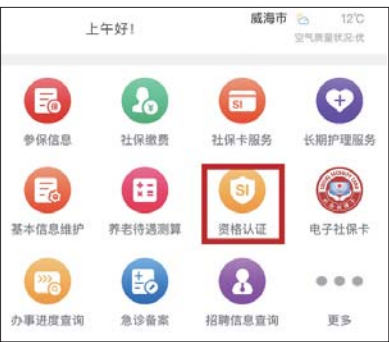 上午好！
威海市 12℃
空气质量状况:优
参保信息 社保缴费 社保卡服务 长期护理服务
SI
SI
基本信息维护 养老待遇测算 资格认证 电子社保卡
办事进度查询 急诊备案 招聘信息查询 更多